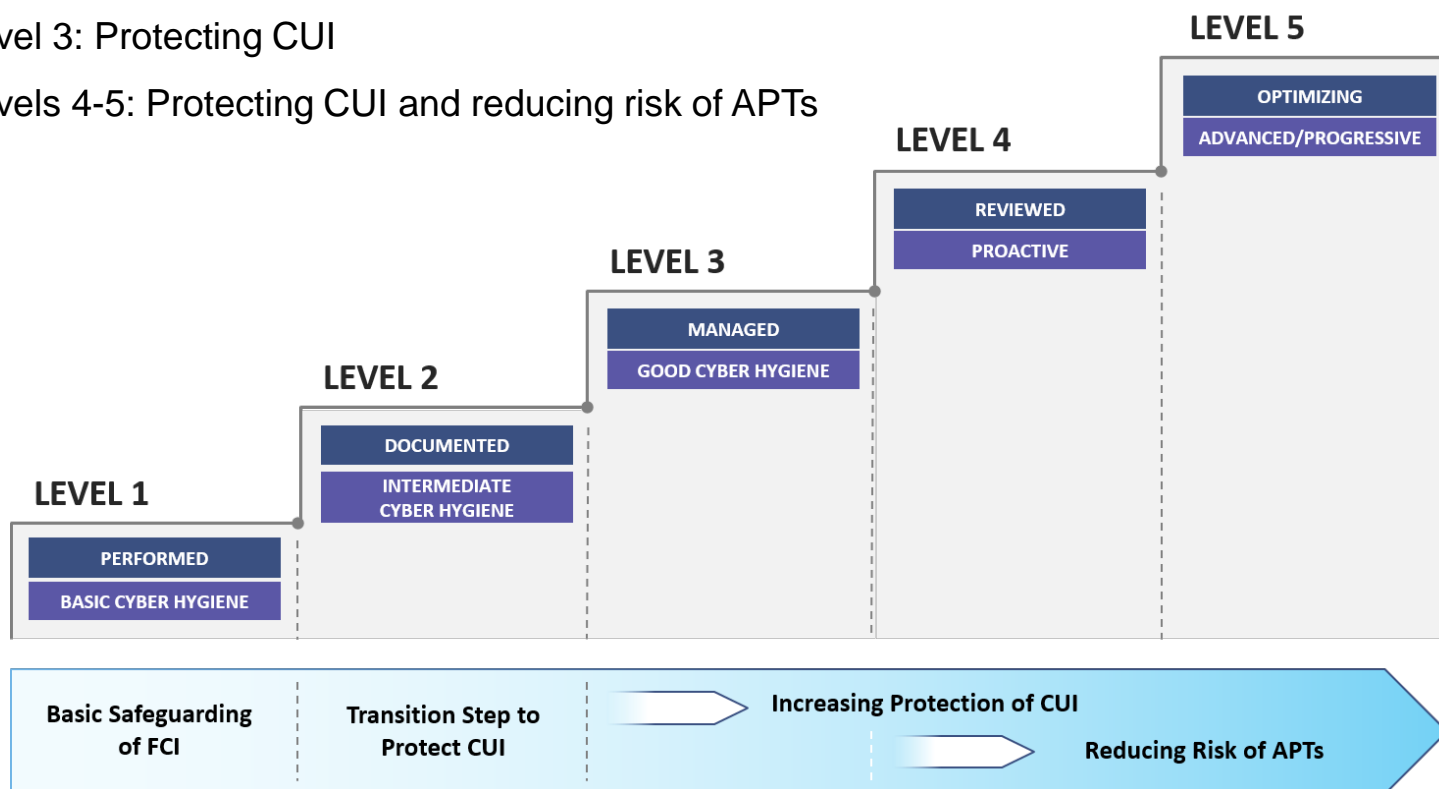 vel 3: Protecting CUI
vels 4-5: Protecting CUI and reducing risk of APTs
LEVEL 5
OPTIMIZING
ADVANCED/PROGRESSIVE
LEVEL 4
REVIEWED
PROACTIVE
LEVEL 3
MANAGED
GOOD CYBER HYGIENE
LEVEL 2
DOCUMENTED
INTERMEDIATE
CYBER HYGIENE
LEVEL 1
PERFORMED
BASIC CYBER HYGIENE
Basic Safeguarding
of FCI
Transition Step to
Protect CUI
Increasing Protection of CUI
Reducing Risk of APTs